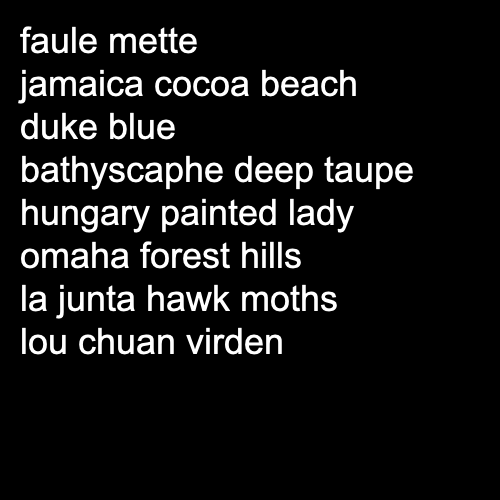 faule mette
jamaica cocoa beach
duke blue
bathyscaphe deep taupe
hungary painted lady
omaha forest hills
la junta hawk moths
lou chuan virden